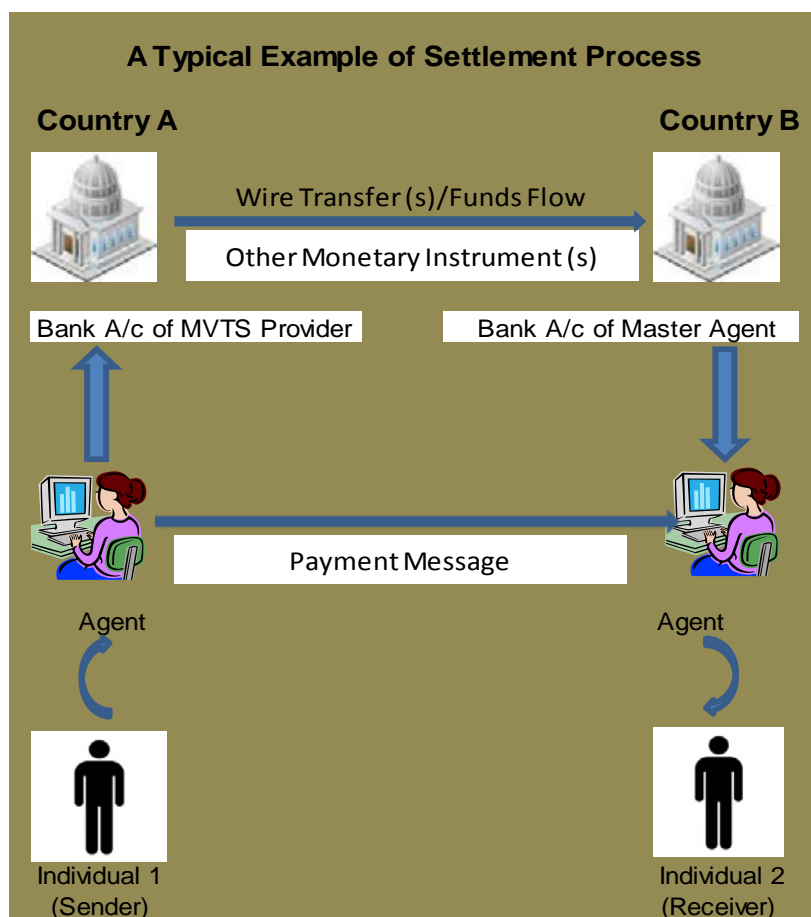 A Typical Example of Settlement Process
Country A
Country B
Wire Transfer (s)/Funds Flow
Other Monetary Instrument (s)
Bank A/c of MVTS Provider
Bank A/c of Master Agent
Payment Message
Agent
Agent
Individual 1
(Sender)
Individual 2
(Receiver)